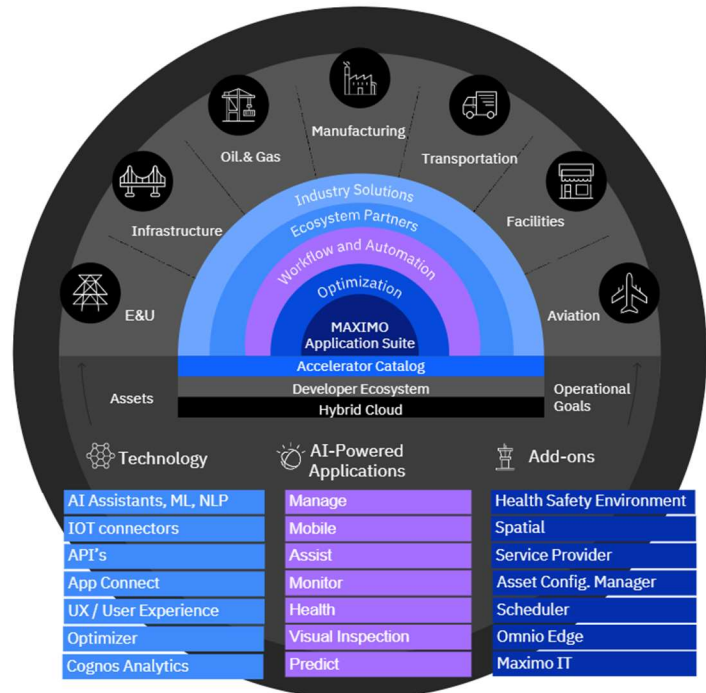 Manufacturing
Oil.& Gas
Transportation
Infrastructure
Facilities
E&U
Aviation
Industry Solutions
Ecosystem Partners
Workflow and Automation
Optimization
MAXIMO
Application Suite
Accelerator Catalog
Developer Ecosystem
Hybrid Cloud
Assets
Operational
Goals
Technology
AI Assistants, ML, NLP
IOT connectors
API's
App Connect
UX / User Experience
Optimizer
Cognos Analytics
AI-Powered
Applications
Manage
Mobile
Assist
Monitor
Health
Visual Inspection
Predict
Add-ons
Health Safety Environment
Spatial
Service Provider
Asset Config. Manager
Scheduler
Omnio Edge
Maximo IT